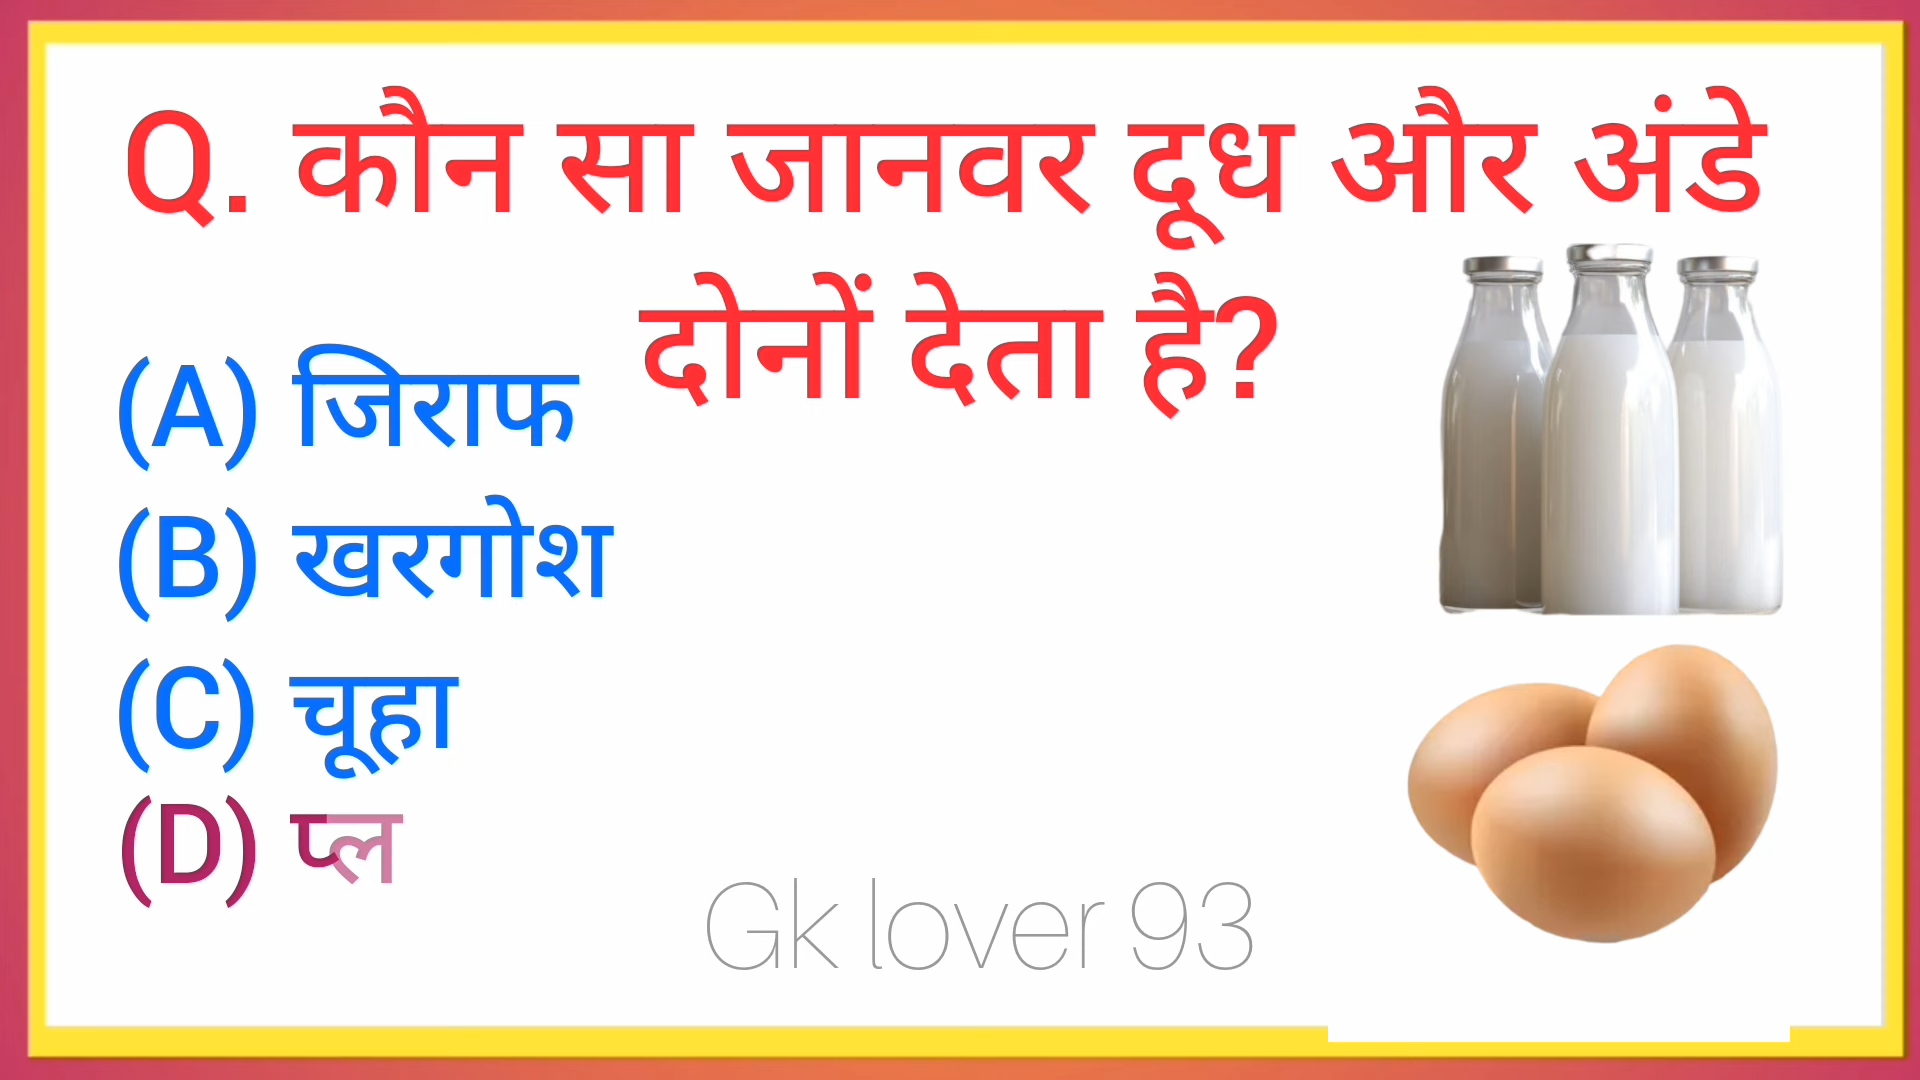 Q. कौन सा जानवर दूध और अंडे
दोनों देता है?
(A) जिराफ
(B) खरगोश
(C) चूहा
(D) प्ल
Gk lover 93